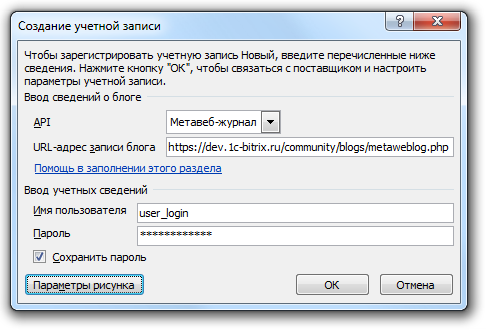 Создание учетной записи
Чтобы зарегистрировать учетную запись Новый, введите перечисленные ниже
сведения. Нажмите кнопку "ОК", чтобы связаться с поставщиком и настроить
параметры учетной записи.
Ввод сведений о блоге
API
Метавеб-журнал
URL-адрес записи блога
https://dev.1c-bitrix.ru/community/blogs/metaweblog.php
Помощь в заполнении этого раздела
Ввод учетных сведений
Имя пользователя
user_login
Пароль
************
Сохранить пароль
Параметры рисунка
ОК
Отмена